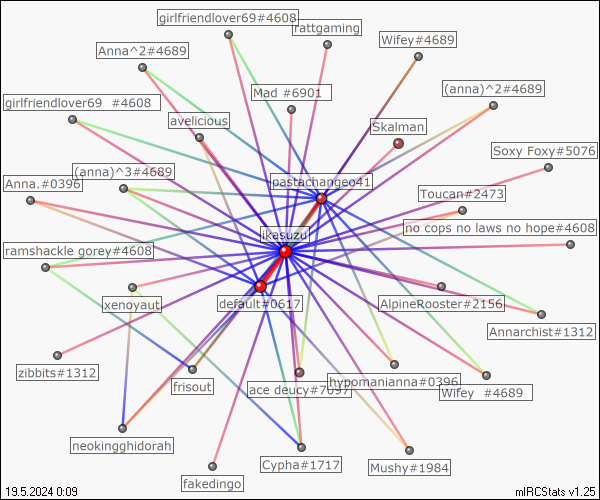 girlfriendlover69#4608
rattgaming
Wifey#4689
Anna^2#4689
Mad #6901
(anna)^2#4689
girlfriendlover69 #4608
avelicious
Skalman
Soxy Foxy#5076
(anna)^3#4689
Anna.#0396
pastachangeo41
Toucan#2473
no cops no laws no hope#4608
ikesuzu
ramshackle gorey#4608
xenoyaut
default#0617
AlpineRooster#2156
Annarchist#1312
zibbits#1312
frisout
ace deucy#7697
hypomanianna#0396
Wifey #4689
neokingghidorah
Cypha#1717
Mushy#1984
fakedingo
19.5.2024 0:09
mIRCStats v1.25